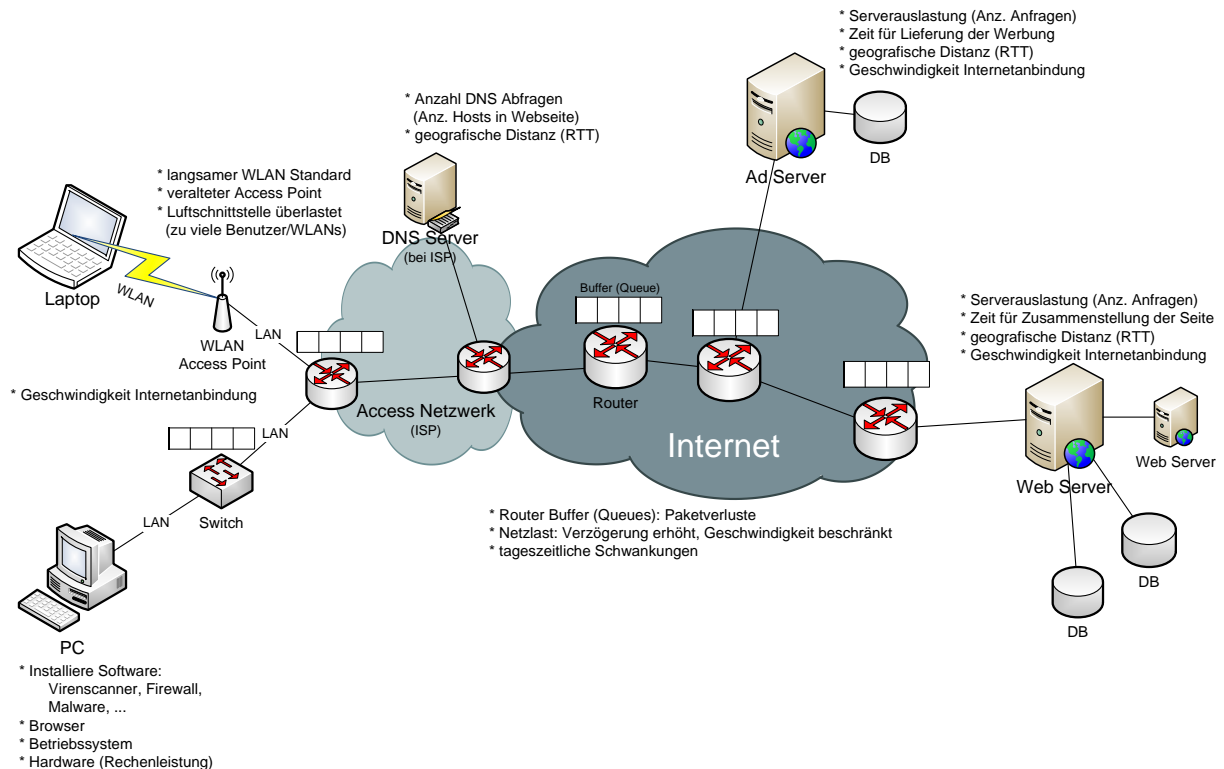 * Serverauslastung (Anz. Anfragen)
* Zeit für Lieferung der Werbung
* geografische Distanz (RTT)
* Geschwindigkeit Internetanbindung
DB
Ad Server
* Anzahl DNS Abfragen
(Anz. Hosts in Webseite)
* geografische Distanz (RTT)
DNS Server
(bei ISP)
* langsamer WLAN Standard
* veralteter Access Point
* Luftschnittstelle überlastet
(zu viele Benutzer/WLANs)
Laptop
WLAN
WLAN
Access Point
LAN
* Geschwindigkeit Internetanbindung
LAN
Switch
LAN
PC
* Installiere Software:
Virenscanner, Firewall,
Malware, ...
* Browser
* Betriebssystem
* Hardware (Rechenleistung)
Access Netzwerk
(ISP)
Buffer (Queue)
Router
Internet
* Router Buffer (Queues): Paketverluste
* Netzlast: Verzögerung erhöht, Geschwindigkeit beschränkt
* tageszeitliche Schwankungen
* Serverauslastung (Anz. Anfragen)
* Zeit für Zusammenstellung der Seite
* geografische Distanz (RTT)
* Geschwindigkeit Internetanbindung
Web Server
Web Server
DB
DB